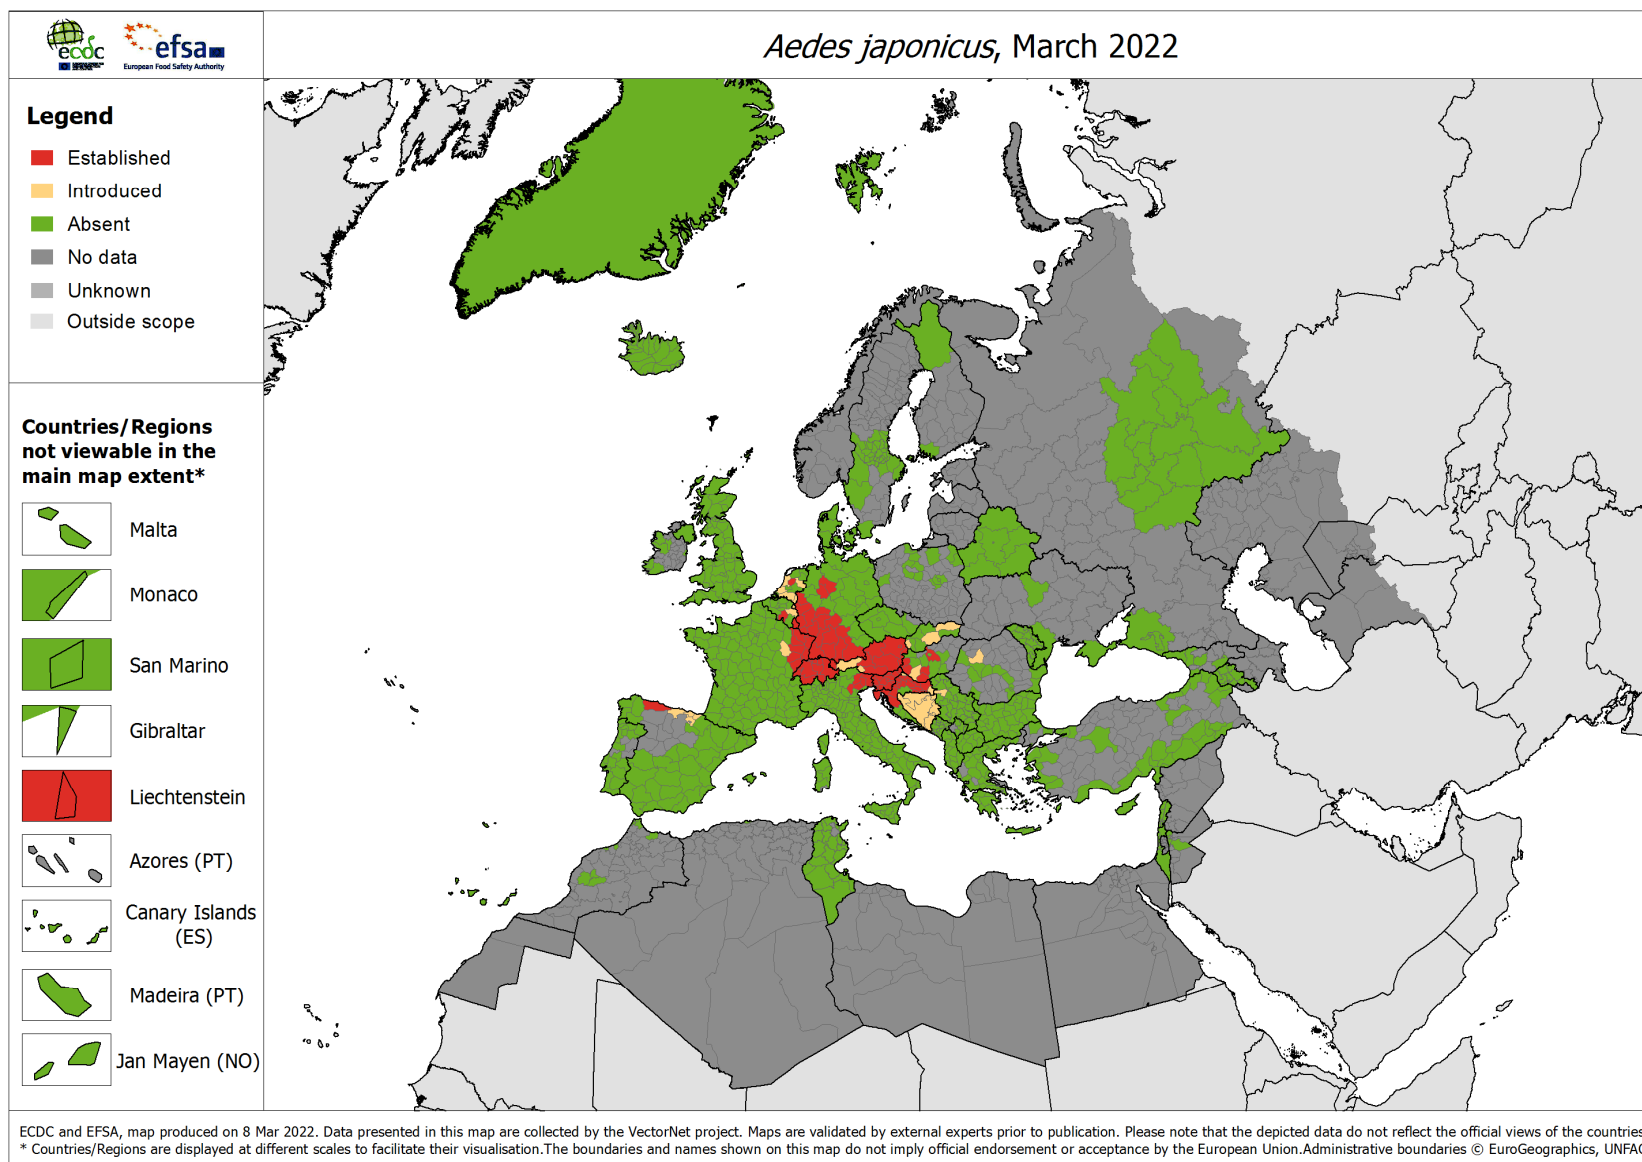 ecdc
efsa
European Food Safety Authority
Aedes japonicus, March 2022
Legend
Established
Introduced
Absent
No data
Unknown
Outside scope
Countries/Regions
not viewable in the
main map extent*
Malta
Monaco
San Marino
Gibraltar
Liechtenstein
Azores (PT)
Canary Islands
(ES)
Madeira (PT)
Jan Mayen (NO)
ECDC and EFSA, map produced on 8 Mar 2022. Data presented in this map are collected by the VectorNet project. Maps are validated by external experts prior to publication. Please note that the depicted data do not reflect the official views of the countries
* Countries/Regions are displayed at different scales to facilitate their visualisation.The boundaries and names shown on this map do not imply official endorsement or acceptance by the European Union.Administrative boundaries © EuroGeographics, UNFAO